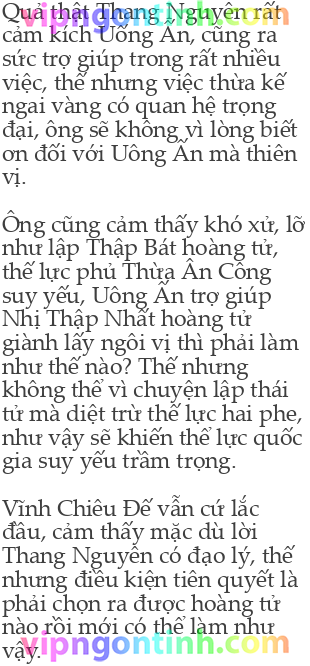 Quả thật Thang Nguyên rất
cảm kích Uông Ấn, cũng ra
sức trợ giúp trong rất nhiều
việc, thế nhưng việc thừa kế
ngai vàng có quan hệ trọng
đại, ông sẽ không vì lòng biết
ơn đối với Uông Ấn mà thiên
vị.
Ông cũng cảm thấy khó xử, lỡ
như lập Thập Bát hoàng tử,
thế lực phủ Thừa Ân Công
suy yếu, Uông Ấn trợ giúp
Nhị Thập Nhất hoàng tử
giành lấy ngôi vị thì phải làm
như thế nào? Thế nhưng
không thể vì chuyện lập thái
tử mà diệt trừ thế lực hai phe,
như vậy sẽ khiến thể lực quốc
gia suy yếu trầm trọng.
Vĩnh Chiêu Đế vẫn cứ lắc
đầu, cảm thấy mặc dù lời
Thang Nguyên có đạo lý, thế
nhưng điều kiện tiên quyết là
phải chọn ra được hoàng tử
nào rồi mới có thể làm như
vậy.
vipngontinh.com
vipngontinh.com